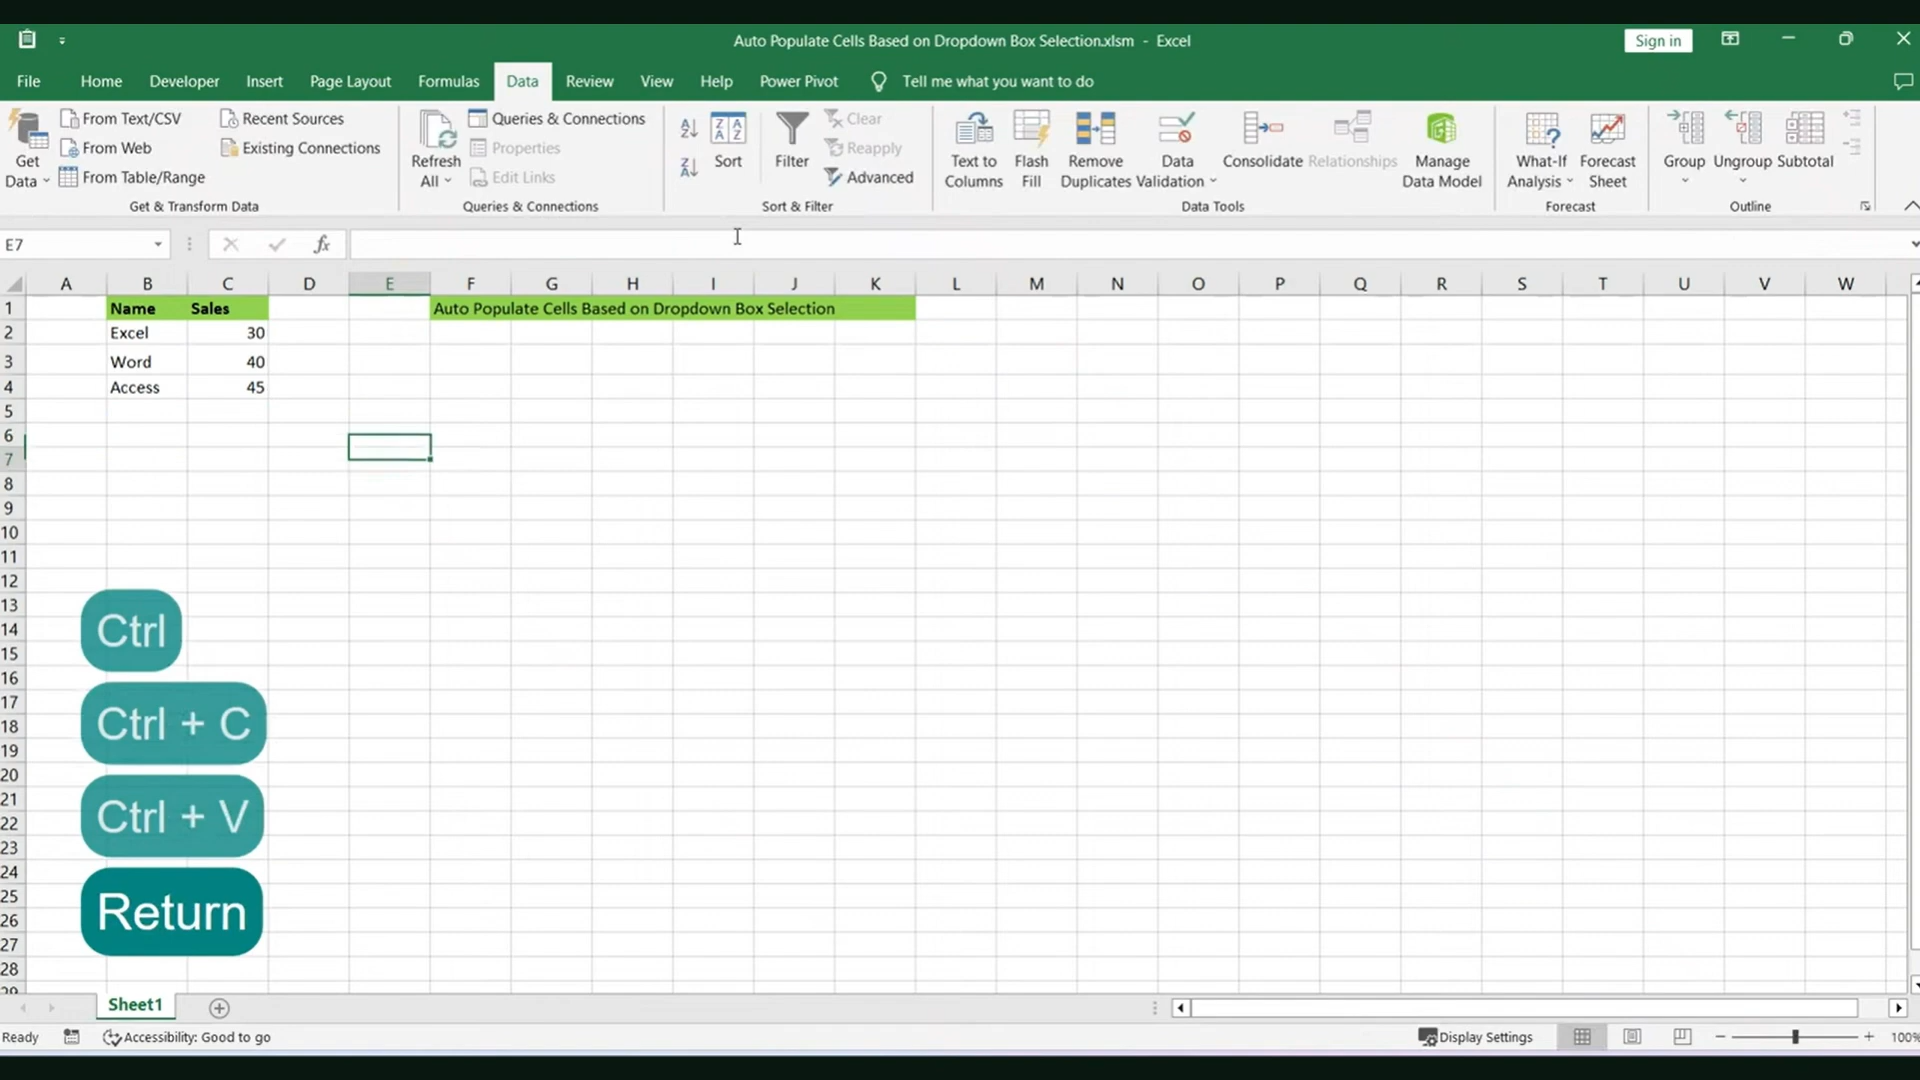 Auto Populate Cells Based on Dropdown Box Selection.xlsm - Excel
Sign in
File Home Developer Insert Page Layout Formulas Data Review View Help Power Pivot Tell me what you want to do
Get Data
From Text/CSV
From Web
From Table/Range
Recent Sources
Existing Connections
Get & Transform Data
Refresh All
Queries & Connections
Properties
Edit Links
Queries & Connections
Sort
Filter
Clear
Reapply
Advanced
Sort & Filter
Text to Columns
Flash Fill
Remove Duplicates
Data Validation
Consolidate
Relationships
Manage Data Model
Data Tools
What-If Analysis
Forecast Sheet
Forecast
Group
Ungroup
Subtotal
Outline
E7
fx
A B C D E F G H I J K L M N O P Q R S T U V W
1 Name Sales Auto Populate Cells Based on Dropdown Box Selection
2 Excel 30
3 Word 40
4 Access 45
5
6
7
8
9
10
11
12
13
14
15
16
17
18
19
20
21
22
23
24
25
26
27
28
29
Ctrl
Ctrl + C
Ctrl + V
Return
Sheet1
Ready
Accessibility: Good to go
Display Settings
100%